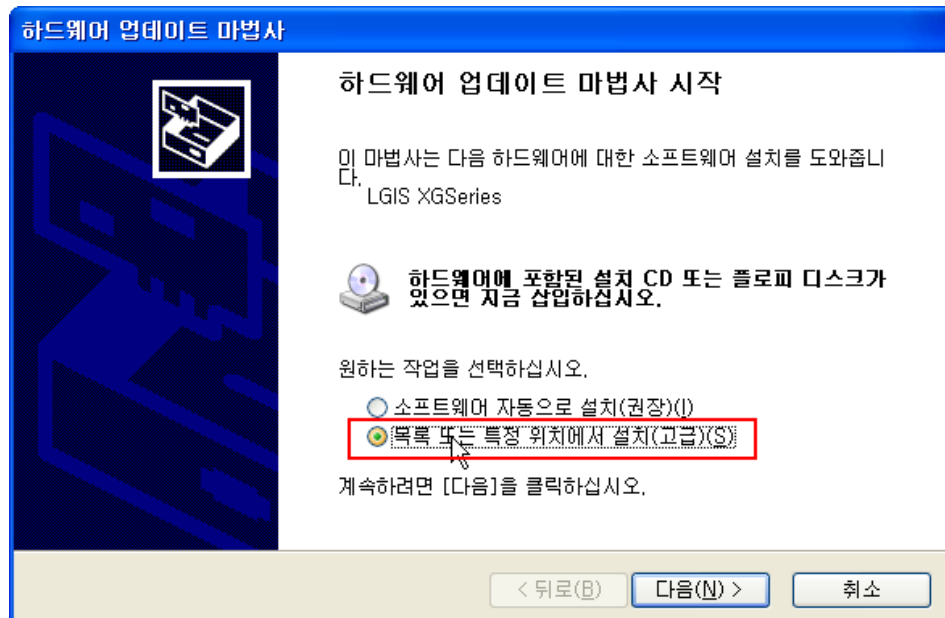 하드웨어 업데이트 마법사
하드웨어 업데이트 마법사 시작
이 마법사는 다음 하드웨어에 대한 소프트웨어 설치를 도와줍니
다.
LGIS XGSeries
하드웨어에 포함된 설치 CD 또는 플로피 디스크가
있으면 지금 삽입하십시오.
원하는 작업을 선택하십시오.
소프트웨어 자동으로 설치(권장)(I)
목록 또는 특정 위치에서 설치(고급)(S)
계속하려면 [다음]을 클릭하십시오.
< 뒤로(B) 다음(N) > 취소